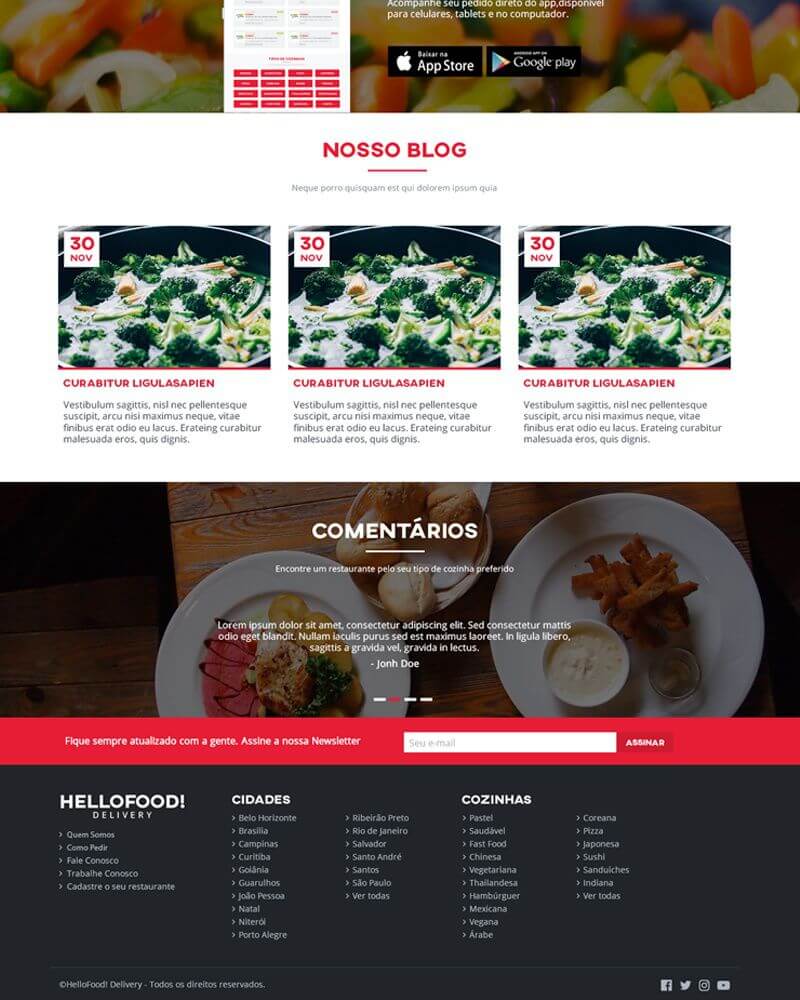 Acompanhe seu pedido direto do app,disponível
para celulares, tablets e no computador.
Baixar na
App Store
ANDROID APP ON
Google play
TIPOS DE COZINHAS
NOSSO BLOG
Neque porro quisquam est qui dolorem ipsum quia
30
NOV
30
NOV
30
NOV
CURABITUR LIGULASAPIEN
Vestibulum sagittis, nisl nec pellentesque
suscipit, arcu nisi maximus neque, vitae
finibus erat odio eu lacus. Erateing curabitur
malesuada eros, quis dignis.
CURABITUR LIGULASAPIEN
Vestibulum sagittis, nisl nec pellentesque
suscipit, arcu nisi maximus neque, vitae
finibus erat odio eu lacus. Erateing curabitur
malesuada eros, quis dignis.
CURABITUR LIGULASAPIEN
Vestibulum sagittis, nisl nec pellentesque
suscipit, arcu nisi maximus neque, vitae
finibus erat odio eu lacus. Erateing curabitur
malesuada eros, quis dignis.
COMENTÁRIOS
Encontre um restaurante pelo seu tipo de cozinha preferido
Lorem ipsum dolor sit amet, consectetur adipiscing elit. Sed consectetur mattis
odio eget blandit. Nullam iaculis purus sed est maximus laoreet. In ligula libero,
sagittis a gravida vel, gravida in lectus.
- Jonh Doe
Fique sempre atualizado com a gente. Assine a nossa Newsletter
Seu e-mail
ASSINAR
HELLOFOOD!
DELIVERY
Quem Somos
Como Pedir
Fale Conosco
Trabalhe Conosco
Cadastre o seu restaurante
CIDADES
Belo Horizonte
Brasília
Campinas
Curitiba
Goiânia
Guarulhos
João Pessoa
Natal
Niterói
Porto Alegre
Ribeirão Preto
Rio de Janeiro
Salvador
Santo André
Santos
São Paulo
Ver todas
COZINHAS
Pastel
Saudável
Fast Food
Chinesa
Vegetariana
Thailandesa
Hambúrguer
Mexicana
Vegana
Árabe
Coreana
Pizza
Japonesa
Sushi
Sanduiches
Indiana
Ver todas
©HelloFood! Delivery - Todos os direitos reservados.